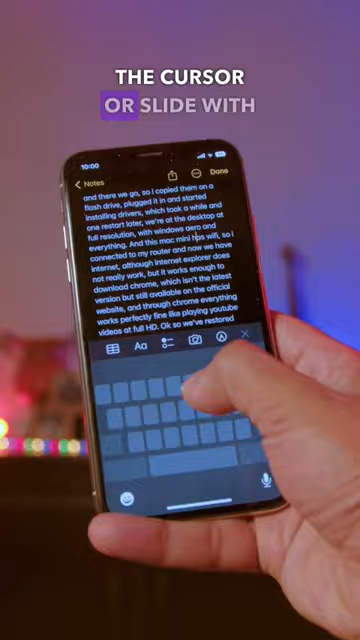 THE CURSOR
OR SLIDE WITH
10:00
Notes
Done
and there we go, so i copied them on a
flash drive, plugged it in and started
installing drivers, which took a while and
one restart later, we're at the desktop at
full resolution, with windows aero and
everything. And this mac mini has wifi, so i
connected to my router and now we have
internet, although internet explorer does
not really work, but it works enough to
download chrome, which isn't the latest
version but still available on the official
website, and through chrome everything
works perfectly fine like playing youtube
videos at full HD. Ok so we've restored
Aa